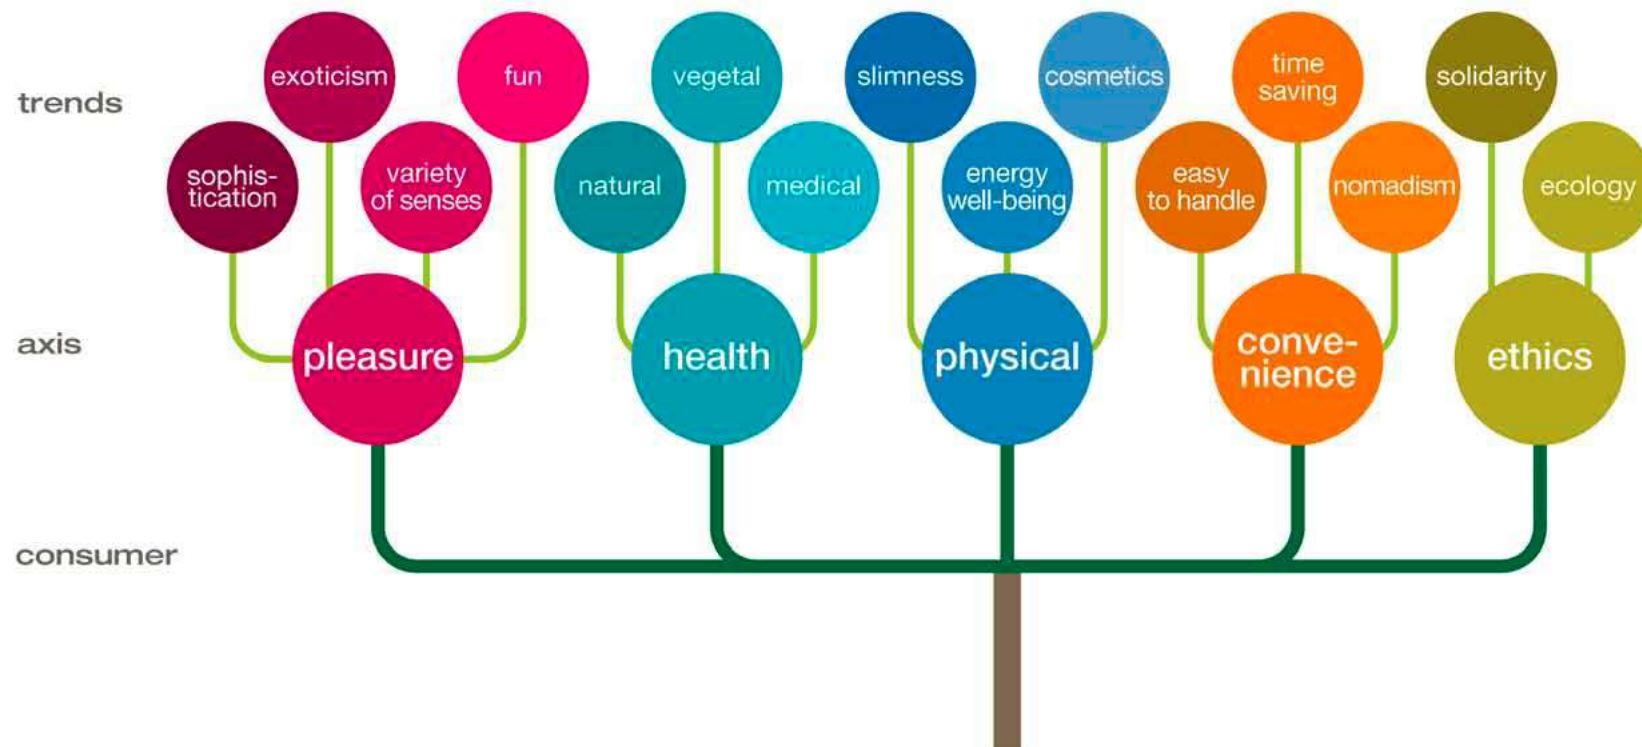 trends
exoticism
fun
vegetal
slimness
cosmetics
time
saving
solidarity
sophis-
tication
variety
of senses
natural
medical
energy
well-being
easy
to handle
nomadism
ecology
axis
pleasure
health
physical
conve-
nience
ethics
consumer